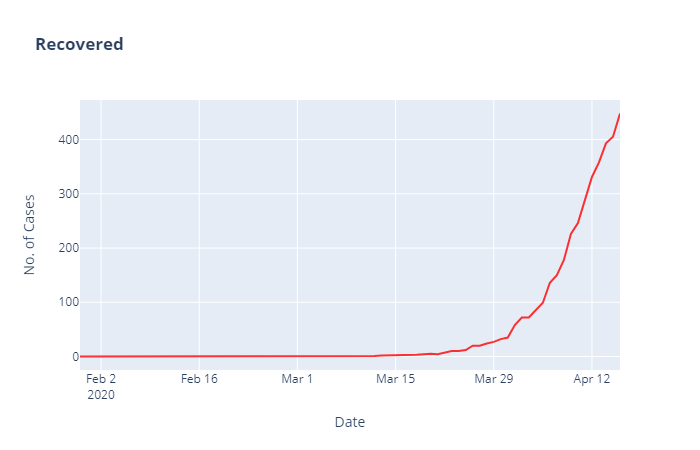 Recovered
No. of Cases
400
300
200
100
0
Feb 2
2020
Feb 16
Mar 1
Mar 15
Mar 29
Apr 12
Date